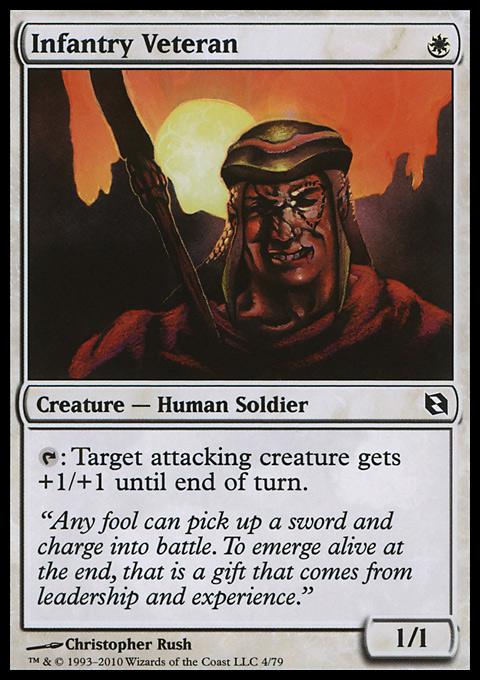 Infantry Veteran
Creature — Human Soldier
: Target attacking creature gets
+1/+1 until end of turn.
“Any fool can pick up a sword and
charge into battle. To emerge alive at
the end, that is a gift that comes from
leadership and experience.”
Christopher Rush
1/1
™ & © 1993–2010 Wizards of the Coast LLC 4/79